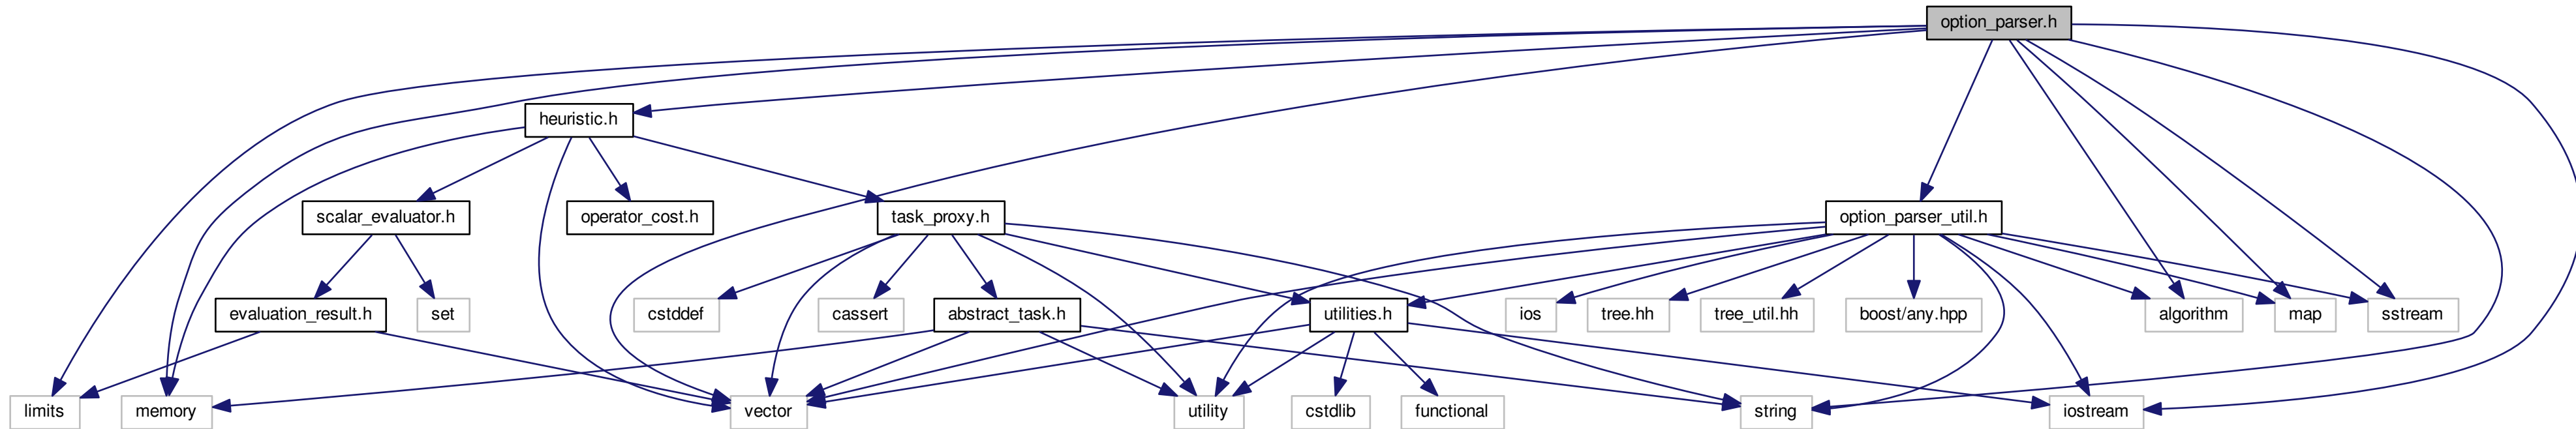 option_parser.h
heuristic.h
scalar_evaluator.h
operator_cost.h
task_proxy.h
option_parser_util.h
evaluation_result.h
set
cstddef
cassert
abstract_task.h
utilities.h
ios
tree.hh
tree_util.hh
boost/any.hpp
algorithm
map
sstream
limits
memory
vector
utility
cstdlib
functional
string
iostream